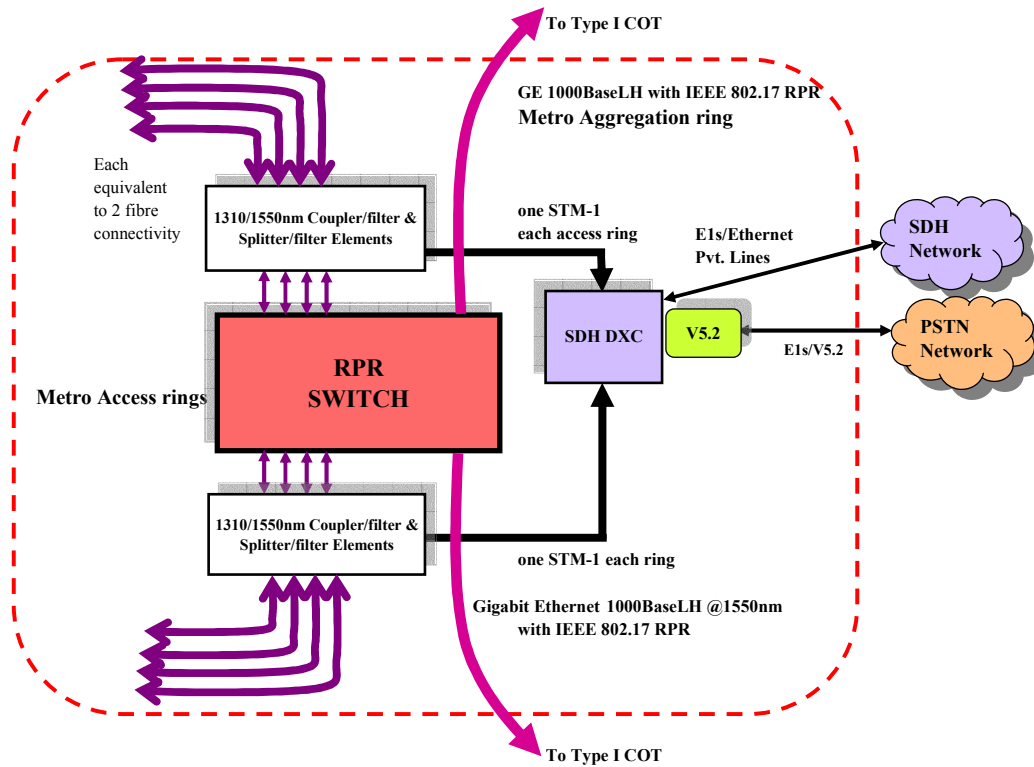 To Type I COT
GE 1000BaseLH with IEEE 802.17 RPR
Metro Aggregation ring
Each
equivalent
to 2 fibre
connectivity
1310/1550nm Coupler/filter &
Splitter/filter Elements
one STM-1
each access ring
E1s/Ethernet
Pvt. Lines
SDH
Network
SDH DXC
V5.2
E1s/V5.2
PSTN
Network
RPR
SWITCH
Metro Access rings
1310/1550nm Coupler/filter &
Splitter/filter Elements
one STM-1 each ring
Gigabit Ethernet 1000BaseLH @1550nm
with IEEE 802.17 RPR
To Type I COT